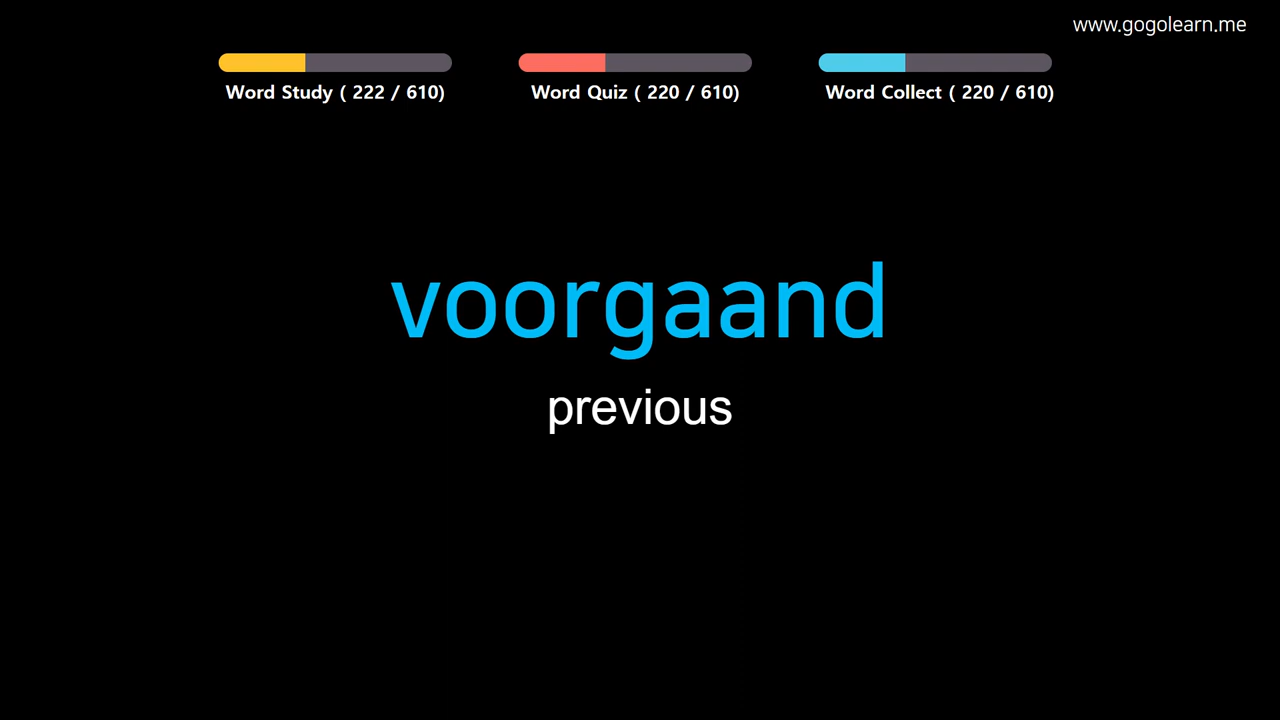 www.gogolearn.me
Word Study ( 222 / 610)
Word Quiz ( 220 / 610)
Word Collect ( 220 / 610)
voorgaand
previous